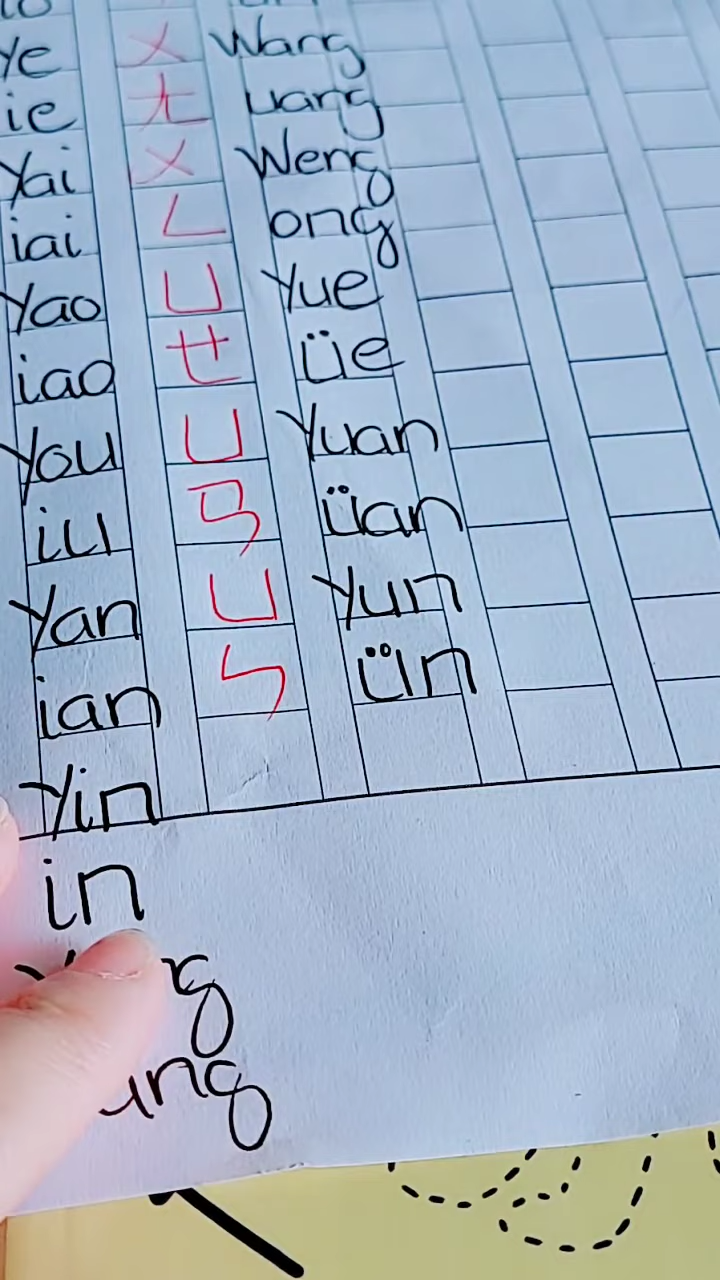 Ye ㄨ Wang
ie ㄤ uang
Yai ㄨ Weng
iai ㄥ ong
Yao ㄩ Yue
iao ㄝ üe
You ㄩ Yuan
iu ㄢ üan
Yan ㄩ Yun
ian ㄣ ün
Yin
in